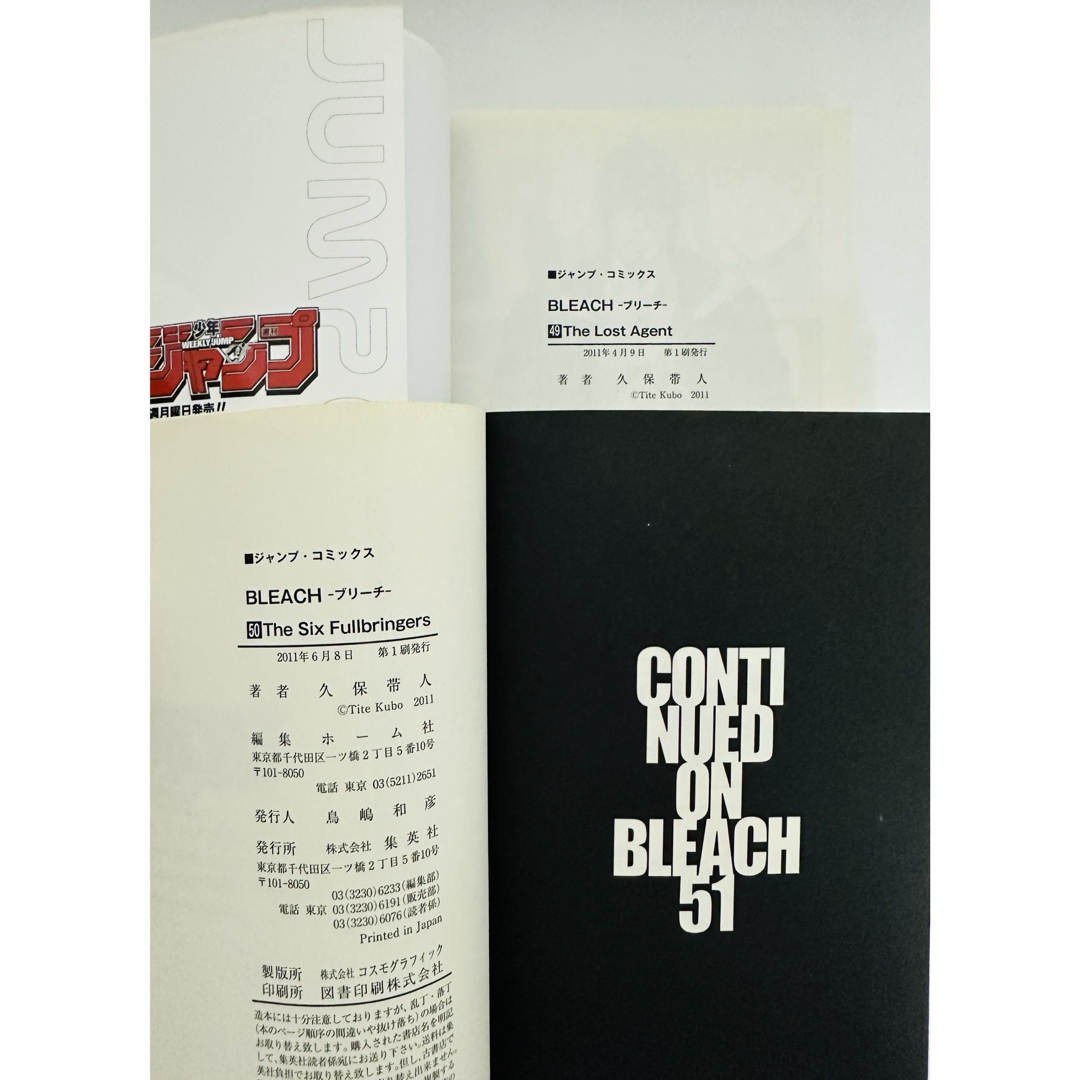 JUMP
少年
WEEKLY JUMP
ジャンプ
週月曜日発売!!
■ジャンプ・コミックス
BLEACH -ブリーチ-
49 The Lost Agent
2011年4月9日 第1刷発行
著者 久保帯人
©Tite Kubo 2011
■ジャンプ・コミックス
BLEACH -ブリーチ-
50 The Six Fullbringers
2011年6月8日 第1刷発行
著者 久保帯人
©Tite Kubo 2011
編集 ホーム社
東京都千代田区一ツ橋2丁目5番10号
〒101-8050
電話 東京 03(5211)2651
発行人 鳥嶋和彦
発行所 株式会社 集英社
東京都千代田区一ツ橋2丁目5番10号
〒101-8050
03(3230)6233(編集部)
電話 東京 03(3230)6191(販売部)
03(3230)6076(読者係)
Printed in Japan
製版所 株式会社 コスモグラフィック
印刷所 図書印刷株式会社
造本には十分注意しておりますが、乱丁・落丁
(本のページ順序の間違いや抜け落ち)の場合は
お取り替え致します。購入された書店名を明記
して、集英社読者係宛にお送り下さい。送料は集
英社負担でお取り替え致します。但し、古書店で
CONTI
NUED
ON
BLEACH
51